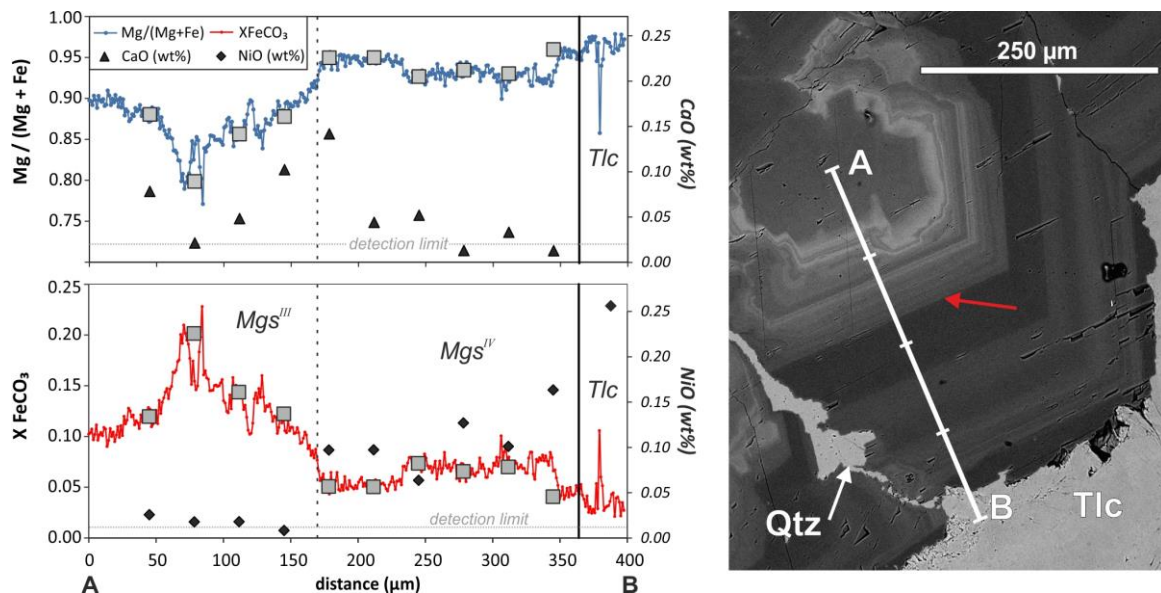 Mg/(Mg+Fe) XFeCO₃
CaO (wt%) NiO (wt%)
Mg / (Mg + Fe)
1.00
0.95
0.90
0.85
0.80
0.75
0.25
0.20
0.15
0.10
0.05
0.00
CaO (wt%)
Tlc
detection limit
X FeCO₃
0.25
0.20
0.15
0.10
0.05
0.00
Mgsᴵᴵᴵ
Mgsᴵⱽ
Tlc
detection limit
0.25
0.20
0.15
0.10
0.05
0.00
NiO (wt%)
0 50 100 150 200 250 300 350 400
A distance (µm) B
250 µm
A
B
Qtz
Tlc